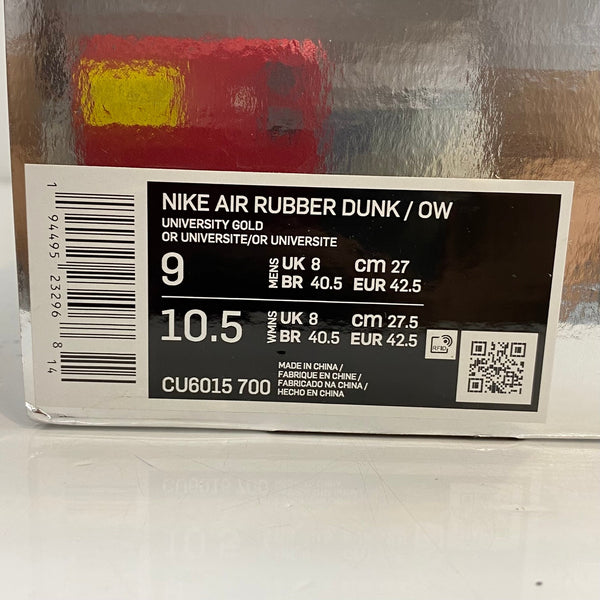 1 94495 23296 8 14
NIKE AIR RUBBER DUNK / OW
UNIVERSITY GOLD
OR UNIVERSITE/OR UNIVERSITE
9 MENS UK 8 cm 27
BR 40.5 EUR 42.5
10.5 WMNS UK 8 cm 27.5
BR 40.5 EUR 42.5
RFID
CU6015 700
MADE IN CHINA /
FABRIQUE EN CHINE /
FABRICADO NA CHINA /
HECHO EN CHINA